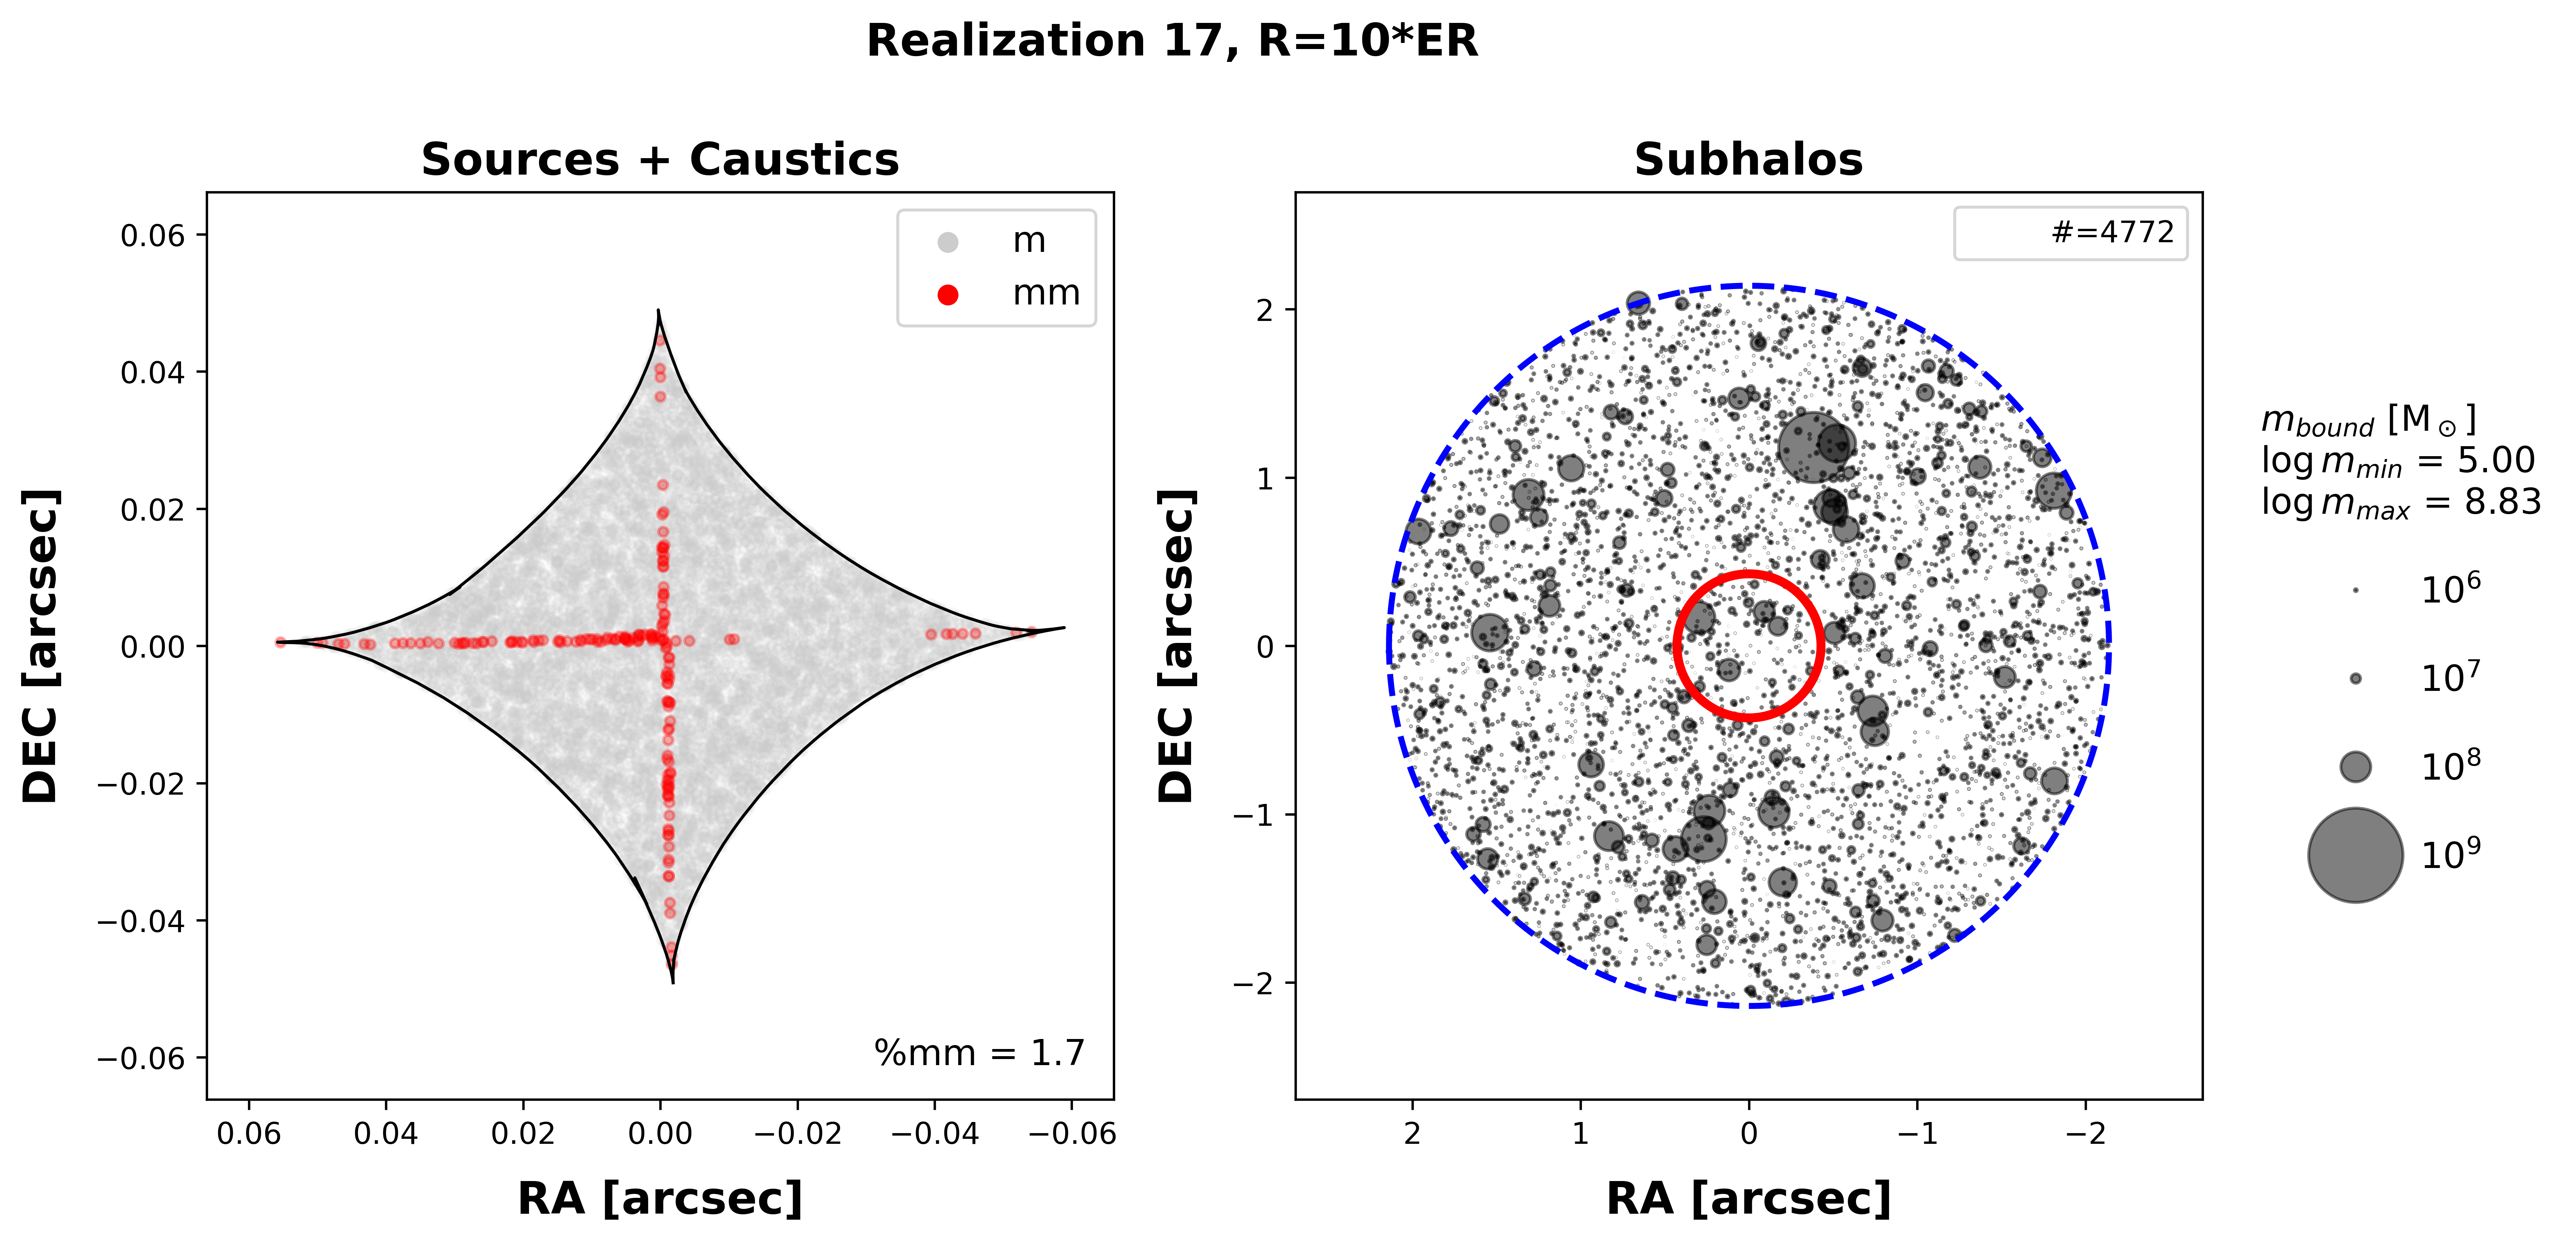 Realization 17, R=10*ER
Sources + Caustics
m
mm
0.06
0.04
0.02
0.00
−0.02
−0.04
−0.06
%mm = 1.7
0.06
0.04
0.02
0.00
−0.02
−0.04
−0.06
RA [arcsec]
DEC [arcsec]
Subhalos
#=4772
2
1
0
−1
−2
2
1
0
−1
−2
RA [arcsec]
DEC [arcsec]
m_bound [M_⊙]
log m_min = 5.00
log m_max = 8.83
10^6
10^7
10^8
10^9